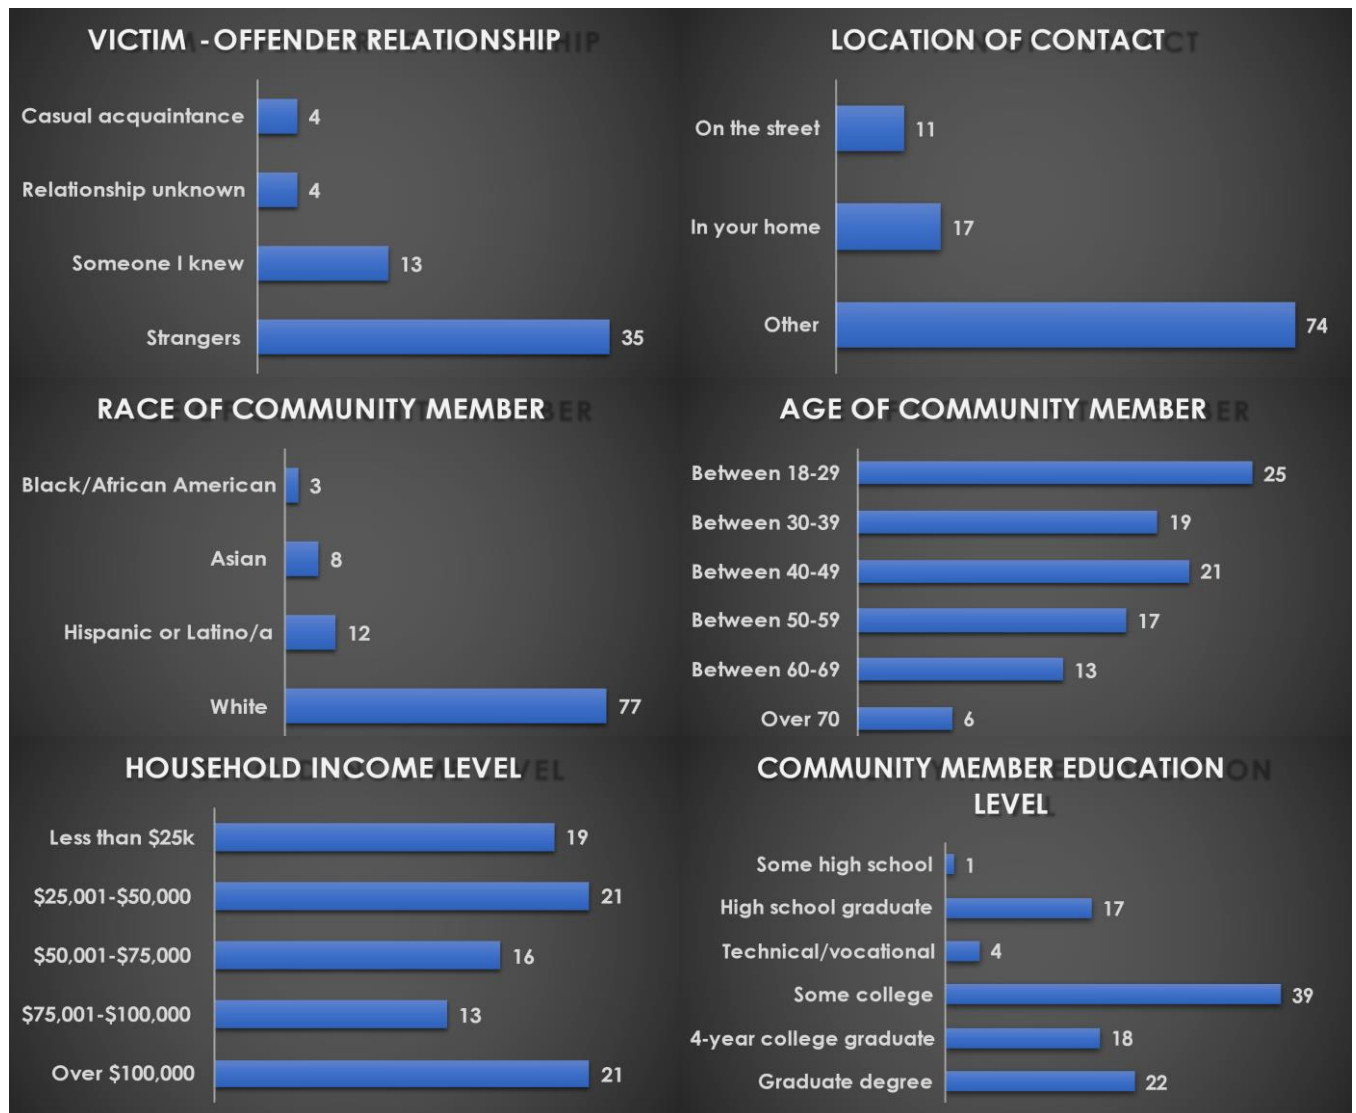 VICTIM - OFFENDER RELATIONSHIP
Casual acquaintance 4
Relationship unknown 4
Someone I knew 13
Strangers 35
LOCATION OF CONTACT
On the street 11
In your home 17
Other 74
RACE OF COMMUNITY MEMBER
Black/African American 3
Asian 8
Hispanic or Latino/a 12
White 77
AGE OF COMMUNITY MEMBER
Between 18-29 25
Between 30-39 19
Between 40-49 21
Between 50-59 17
Between 60-69 13
Over 70 6
HOUSEHOLD INCOME LEVEL
Less than $25k 19
$25,001-$50,000 21
$50,001-$75,000 16
$75,001-$100,000 13
Over $100,000 21
COMMUNITY MEMBER EDUCATION
LEVEL
Some high school 1
High school graduate 17
Technical/vocational 4
Some college 39
4-year college graduate 18
Graduate degree 22